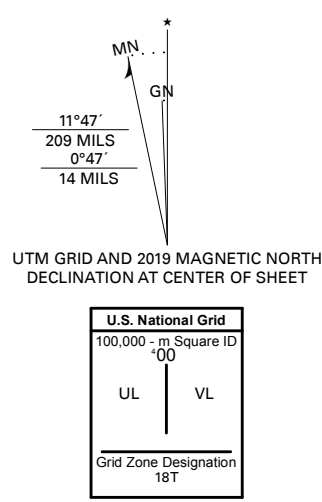 ★
MN
GN
11°47´
209 MILS
0°47´
14 MILS
UTM GRID AND 2019 MAGNETIC NORTH
DECLINATION AT CENTER OF SHEET
U.S. National Grid
100,000 - m Square ID
⁴00
UL VL
Grid Zone Designation
18T